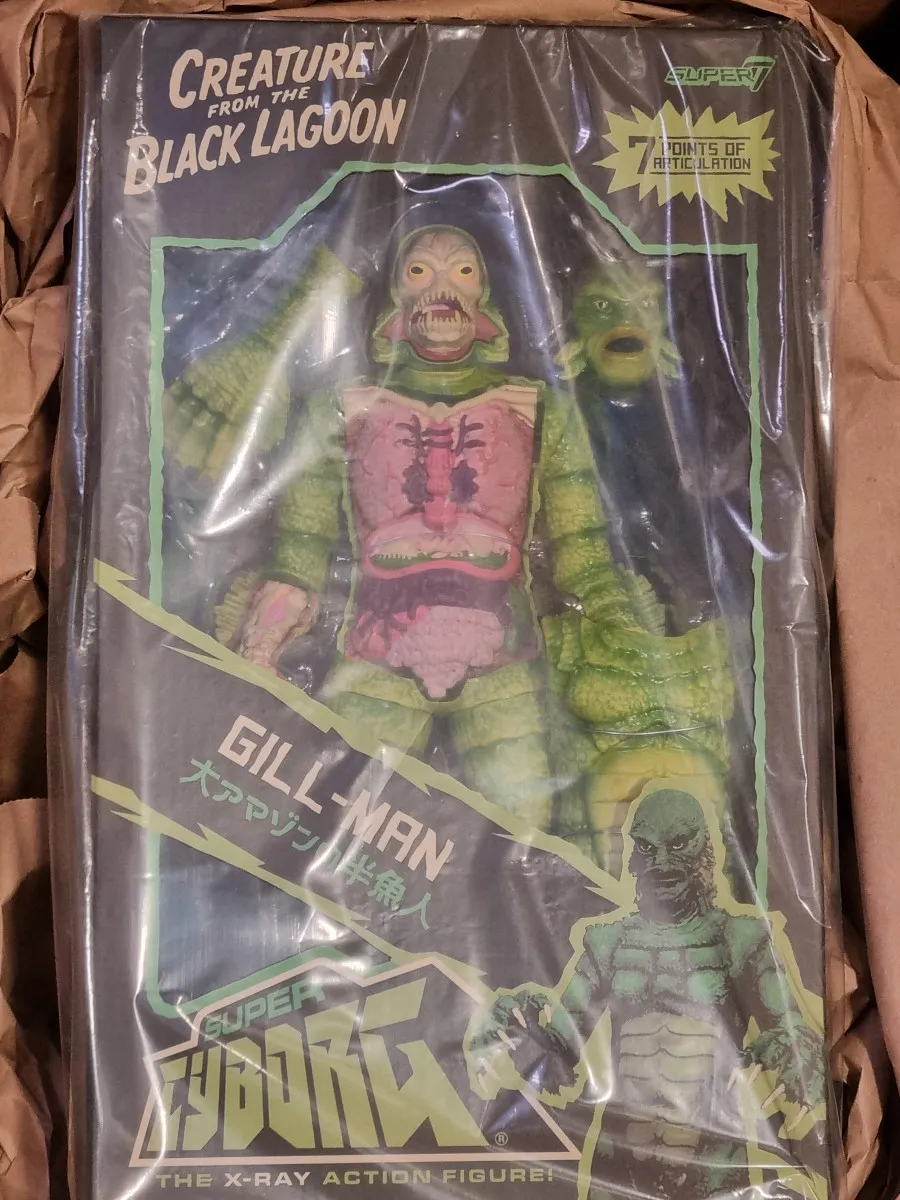 CREATURE
FROM THE
BLACK LAGOON
SUPER7
7 POINTS OF
ARTICULATION
GILL-MAN
大アマゾンの半魚人
SUPER
CYBORG
®
THE X-RAY ACTION FIGURE!